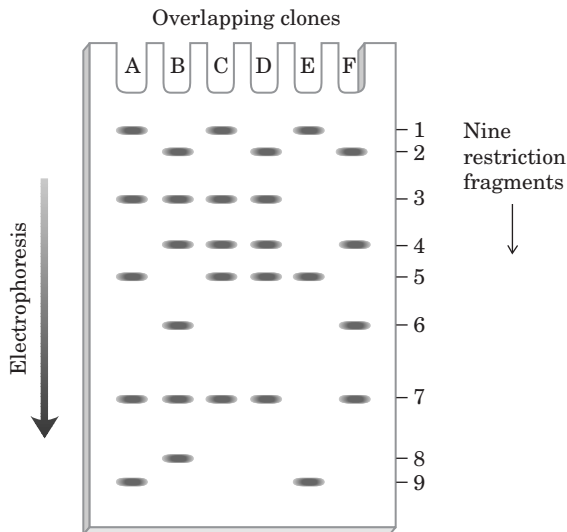 Overlapping clones
A B C D E F
1
2
3
4
5
6
7
8
9
Nine
restriction
fragments
Electrophoresis